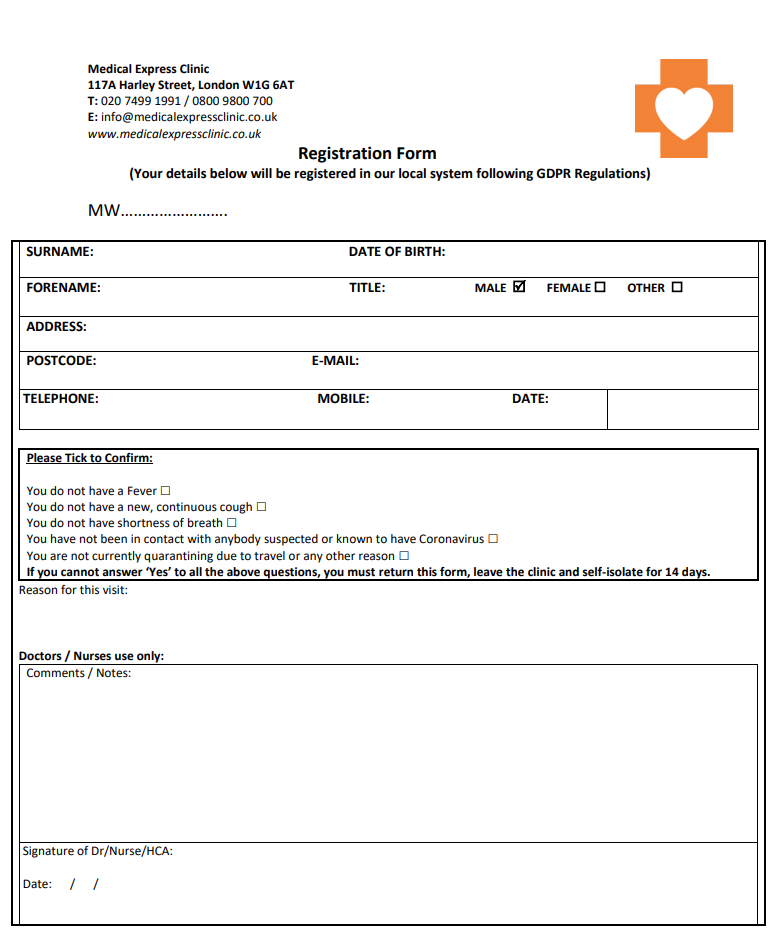 Medical Express Clinic
117A Harley Street, London W1G 6AT
T: 020 7499 1991 / 0800 9800 700
E: info@medicalexpressclinic.co.uk
www.medicalexpressclinic.co.uk
Registration Form
(Your details below will be registered in our local system following GDPR Regulations)
MW…………………….
SURNAME: DATE OF BIRTH:
FORENAME: TITLE: MALE ☑ FEMALE ☐ OTHER ☐
ADDRESS:
POSTCODE: E-MAIL:
TELEPHONE: MOBILE: DATE:
Please Tick to Confirm:
You do not have a Fever ☐
You do not have a new, continuous cough ☐
You do not have shortness of breath ☐
You have not been in contact with anybody suspected or known to have Coronavirus ☐
You are not currently quarantining due to travel or any other reason ☐
If you cannot answer ‘Yes’ to all the above questions, you must return this form, leave the clinic and self-isolate for 14 days.
Reason for this visit:
Doctors / Nurses use only:
Comments / Notes:
Signature of Dr/Nurse/HCA:
Date: / /